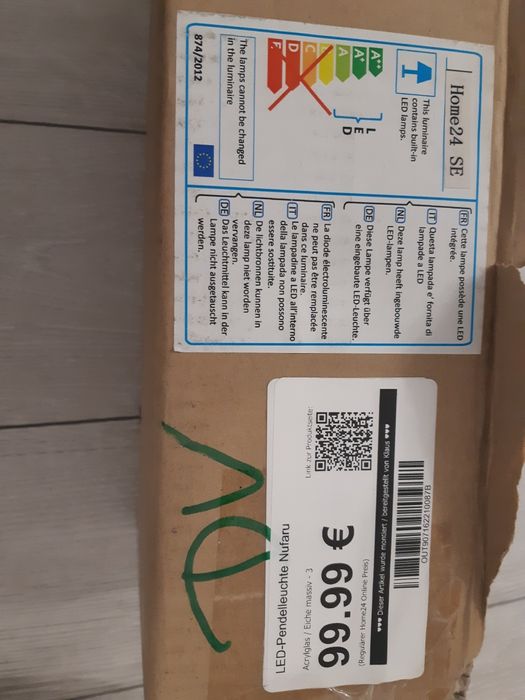 Home24 SE
This luminaire
contains built-in
LED lamps.
A++
A+
A
B
C
D
E
L
E
D
The lamps cannot be changed
in the luminaire
874/2012
FR Cette lampe possède une LED
intégrée.
IT Questa lampada e' fornita di
lampade a LED
NL Deze lamp heeft ingebouwde
LED-lampen.
DE Diese Lampe verfügt über
eine eingebaute LED-Leuchte.
FR La diode électroluminescente
ne peut pas être remplacée
dans ce luminaire.
IT Le lampadine a LED all'interno
della lampada non possono
essere sostituite.
NL De lichtbronnen kunnen in
deze lamp niet worden
vervangen.
DE Das Leuchtmittel kann in der
Lampe nicht ausgetauscht
werden.
LED-Pendelleuchte Nufaru
Acrylglas / Eiche massiv - 3
99.99 €
(Regulärer Home24 Online Preis)
Link zur Produktseite:
Dieser Artikel wurde montiert / bereitgestellt von Klaas